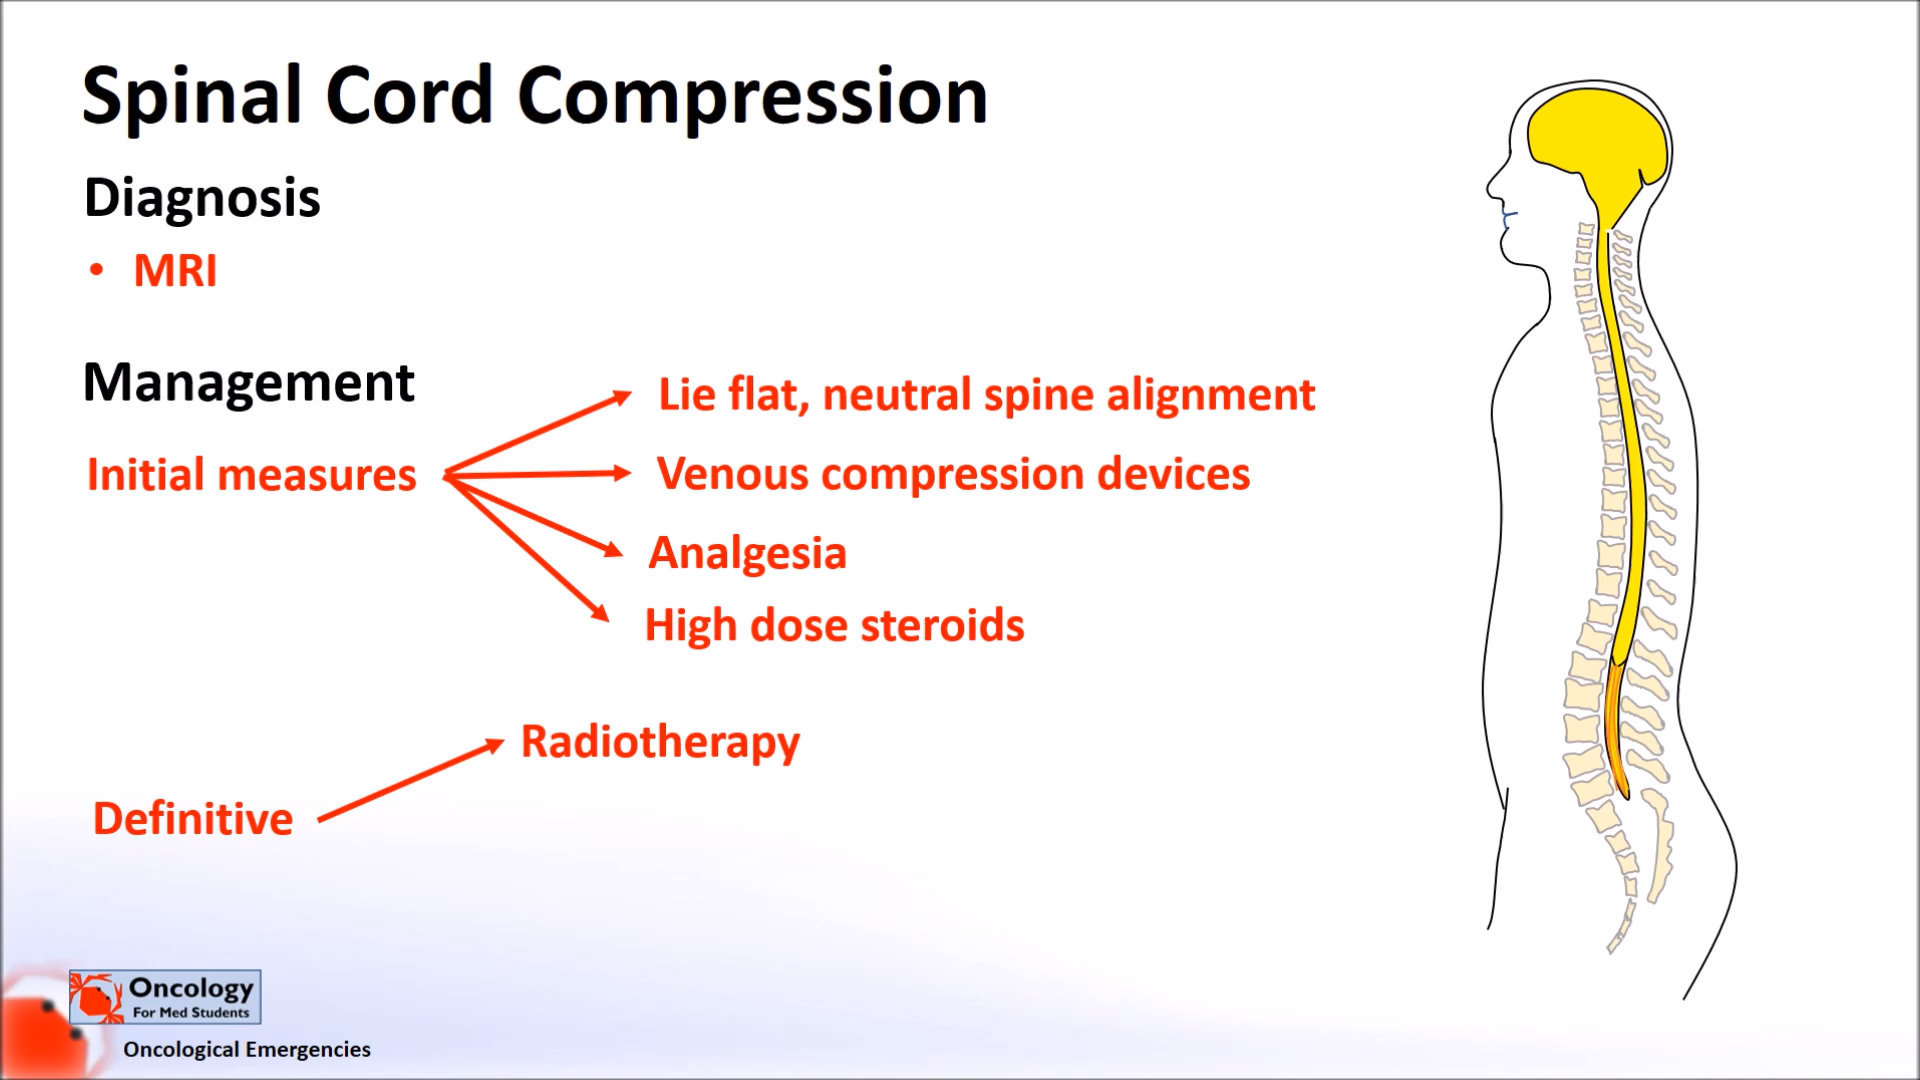 Spinal Cord Compression
Diagnosis
• MRI
Management
Initial measures
Lie flat, neutral spine alignment
Venous compression devices
Analgesia
High dose steroids
Definitive
Radiotherapy
Oncology
For Med Students
Oncological Emergencies